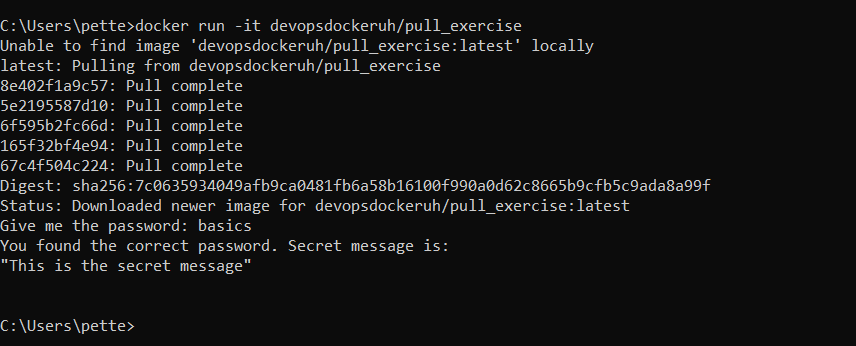 C:\Users\pette>docker run -it devopsdockeruh/pull_exercise
Unable to find image 'devopsdockeruh/pull_exercise:latest' locally
latest: Pulling from devopsdockeruh/pull_exercise
8e402f1a9c57: Pull complete
5e2195587d10: Pull complete
6f595b2fc66d: Pull complete
165f32bf4e94: Pull complete
67c4f504c224: Pull complete
Digest: sha256:7c0635934049afb9ca0481fb6a58b16100f990a0d62c8665b9cfb5c9ada8a99f
Status: Downloaded newer image for devopsdockeruh/pull_exercise:latest
Give me the password: basics
You found the correct password. Secret message is:
"This is the secret message"
C:\Users\pette>